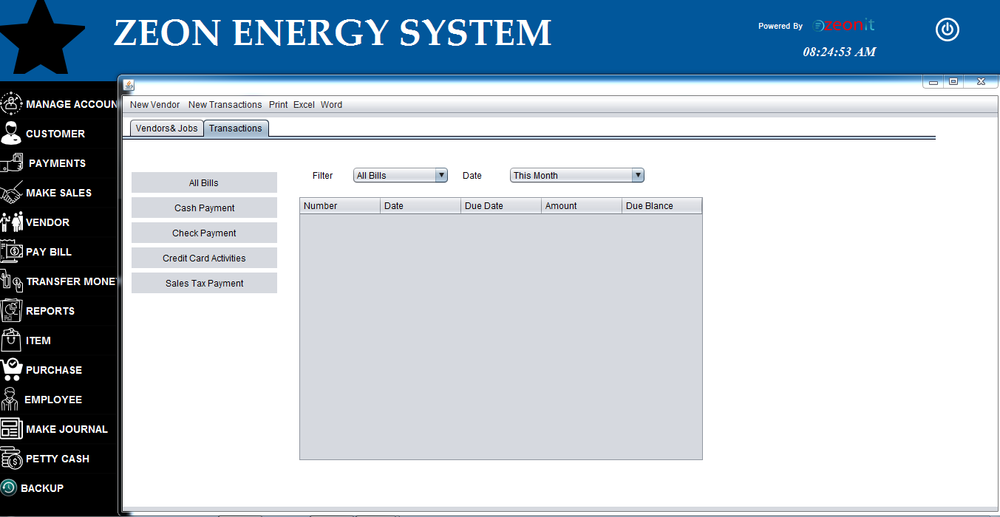 ZEON ENERGY SYSTEM
Powered By zeonit
08:24:53 AM
MANAGE ACCOUN
CUSTOMER
PAYMENTS
MAKE SALES
VENDOR
PAY BILL
TRANSFER MONE
REPORTS
ITEM
PURCHASE
EMPLOYEE
MAKE JOURNAL
PETTY CASH
BACKUP
New Vendor New Transactions Print Excel Word
Vendors& Jobs Transactions
All Bills
Cash Payment
Check Payment
Credit Card Activities
Sales Tax Payment
Filter All Bills Date This Month
Number Date Due Date Amount Due Blance